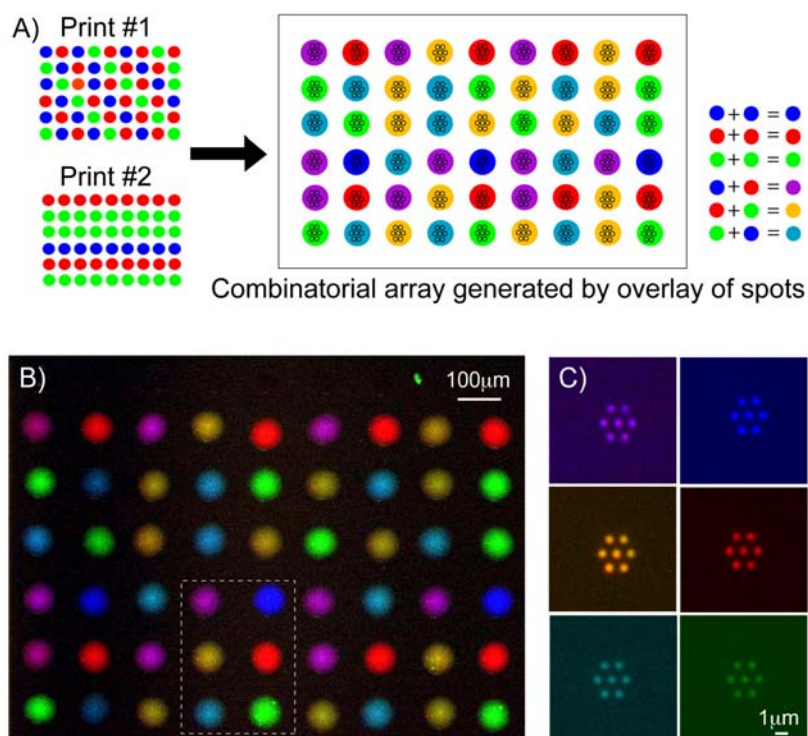 A)
Print #1
Print #2
+ =
+ =
+ =
+ =
+ =
+ =
Combinatorial array generated by overlay of spots
B)
100μm
C)
1μm